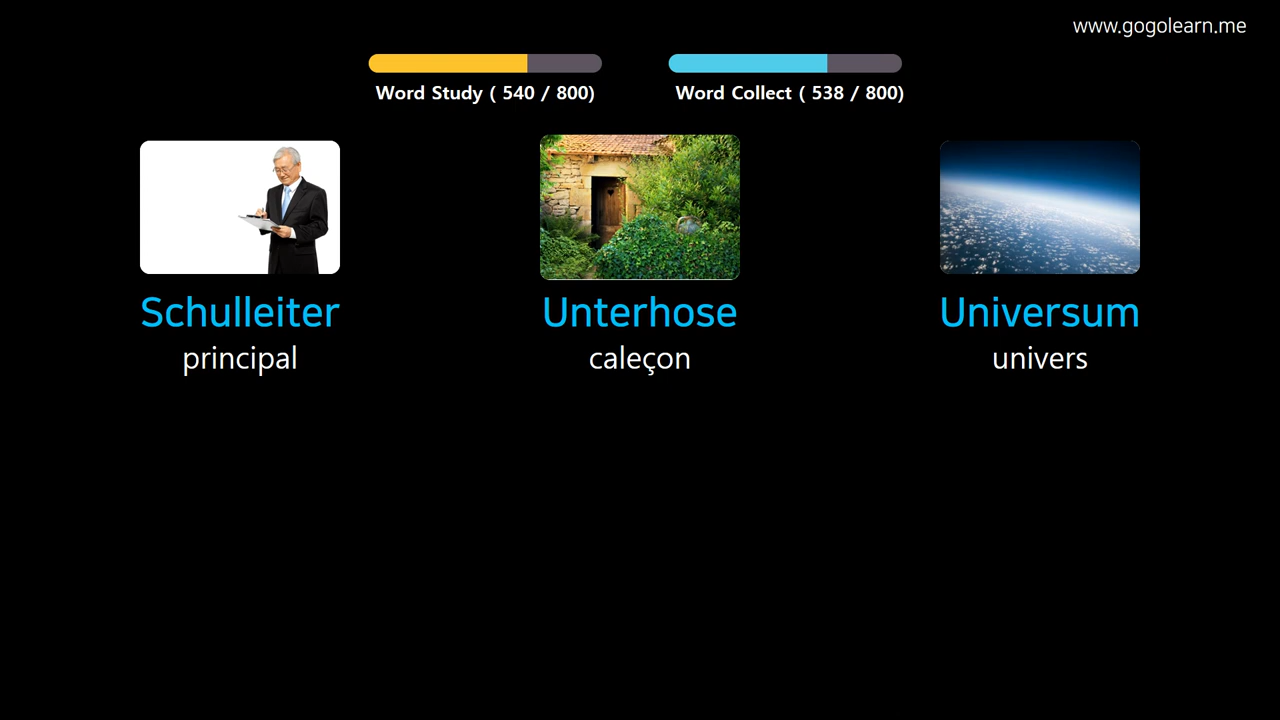 www.gogolearn.me
Word Study ( 540 / 800)
Word Collect ( 538 / 800)
Schulleiter
principal
Unterhose
caleçon
Universum
univers